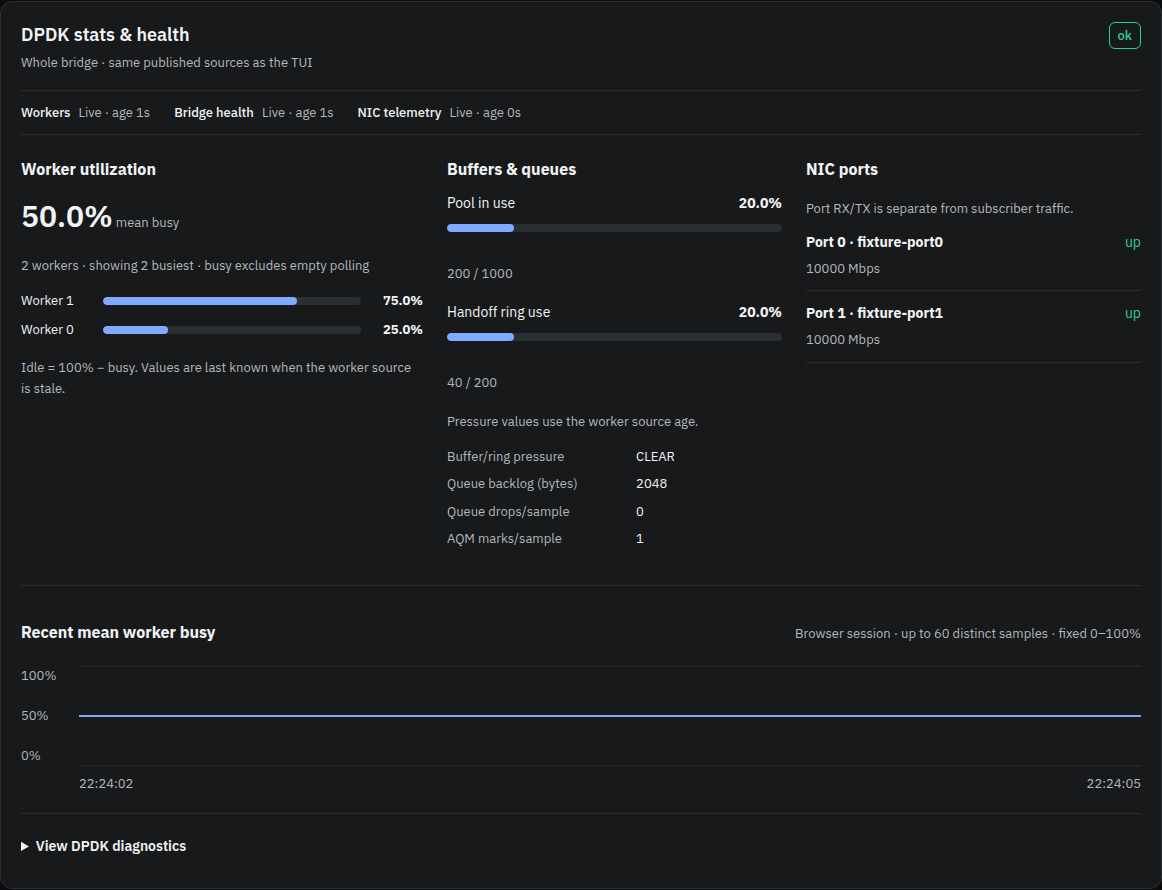 DPDK stats & health
ok
Whole bridge · same published sources as the TUI
Workers Live · age 1s Bridge health Live · age 1s NIC telemetry Live · age 0s
Worker utilization
50.0% mean busy
2 workers · showing 2 busiest · busy excludes empty polling
Worker 1 75.0%
Worker 0 25.0%
Idle = 100% − busy. Values are last known when the worker source
is stale.
Buffers & queues
Pool in use 20.0%
200 / 1000
Handoff ring use 20.0%
40 / 200
Pressure values use the worker source age.
Buffer/ring pressure CLEAR
Queue backlog (bytes) 2048
Queue drops/sample 0
AQM marks/sample 1
NIC ports
Port RX/TX is separate from subscriber traffic.
Port 0 · fixture-port0 up
10000 Mbps
Port 1 · fixture-port1 up
10000 Mbps
Recent mean worker busy
Browser session · up to 60 distinct samples · fixed 0–100%
100%
50%
0%
22:24:02 22:24:05
View DPDK diagnostics